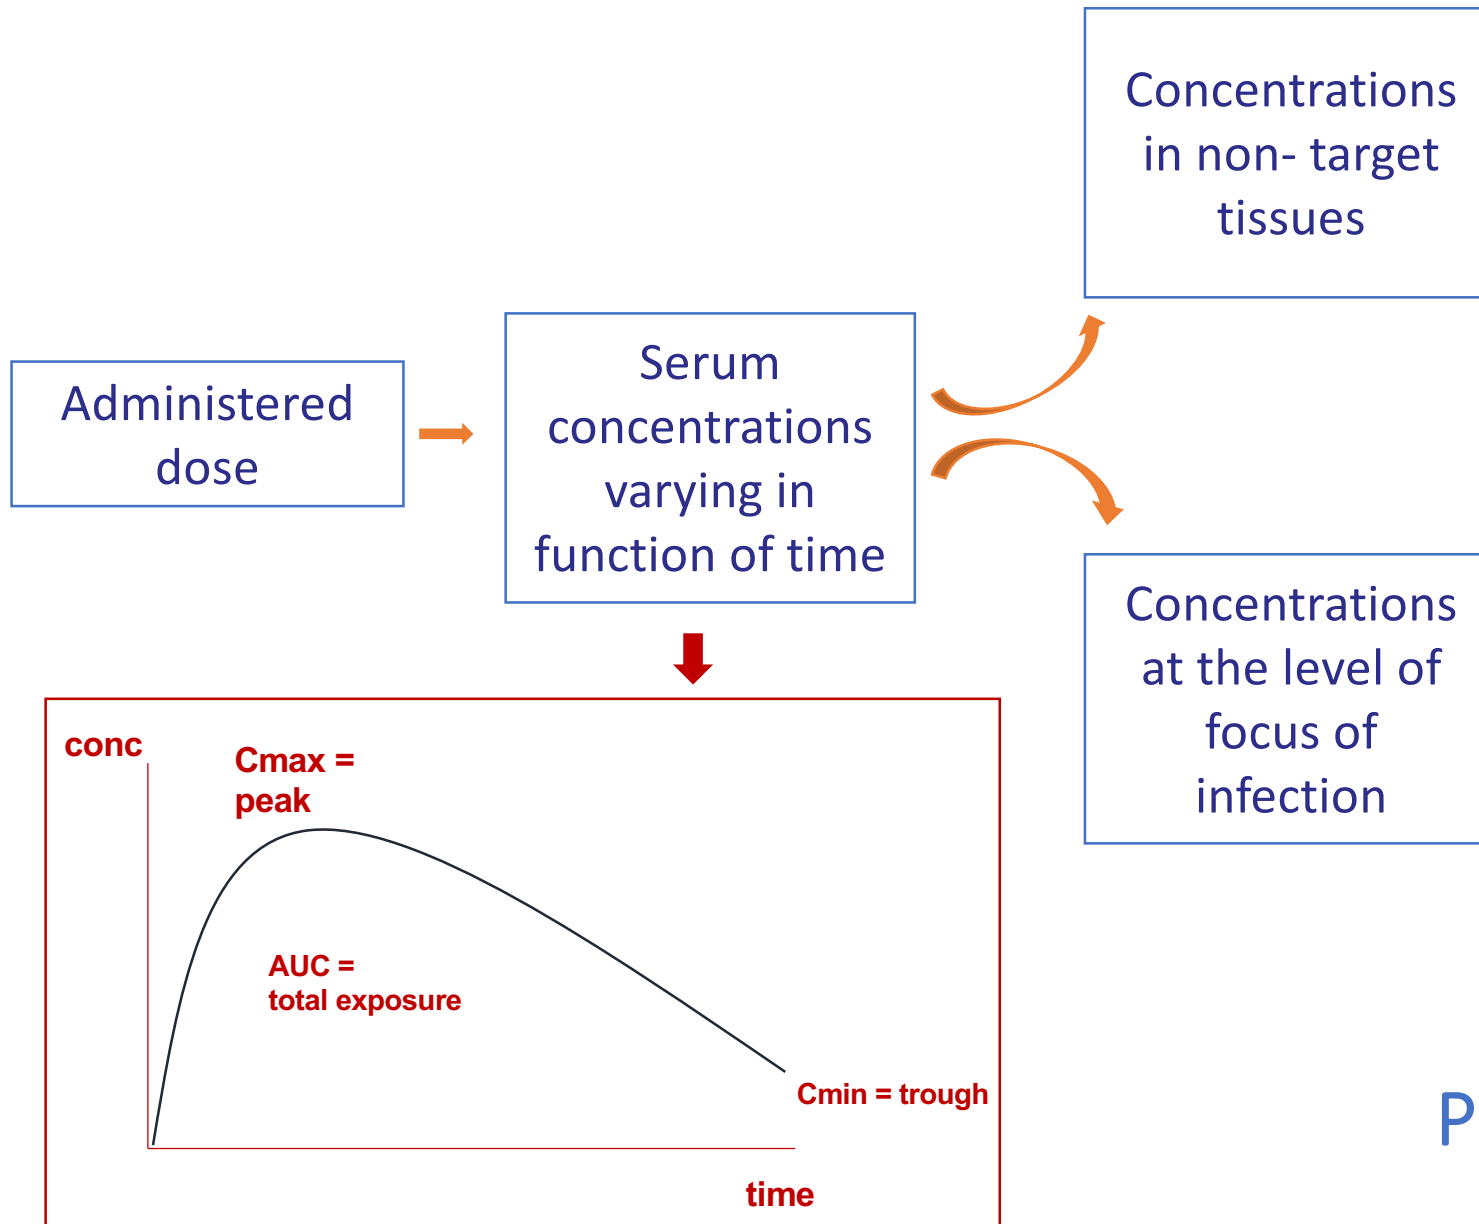 Concentrations
in non- target
tissues
Administered
dose
Serum
concentrations
varying in
function of time
Concentrations
at the level of
focus of
infection
conc
Cmax =
peak
AUC =
total exposure
Cmin = trough
time
P